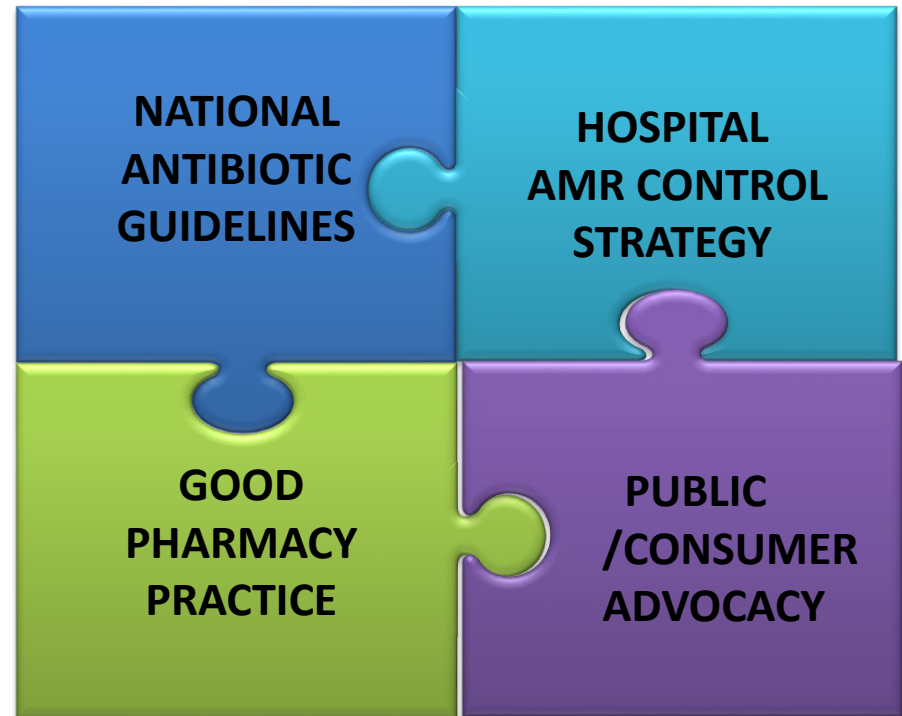 NATIONAL
ANTIBIOTIC
GUIDELINES
HOSPITAL
AMR CONTROL
STRATEGY
GOOD
PHARMACY
PRACTICE
PUBLIC
/CONSUMER
ADVOCACY